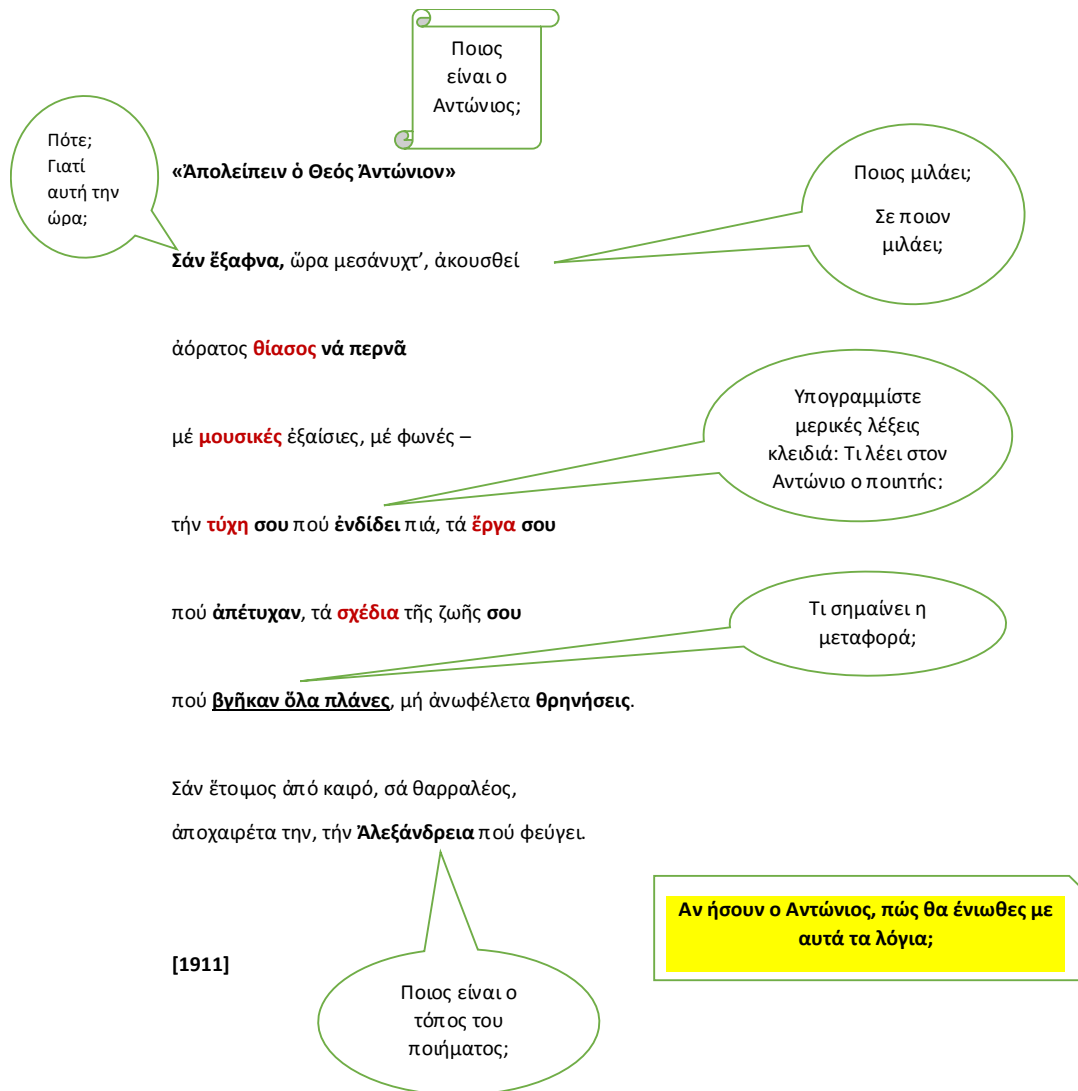 Ποιος
είναι ο
Αντώνιος;
Πότε;
Γιατί
αυτή την
ώρα;
«Ἀπολείπειν ὁ Θεός Ἀντώνιον»
Ποιος μιλάει;
Σε ποιον
μιλάει;
Σάν ἔξαφνα, ὥρα μεσάνυχτ’, ἀκουσθεί
ἀόρατος θίασος νά περνᾶ
μέ μουσικές ἐξαίσιες, μέ φωνές –
Υπογραμμίστε
μερικές λέξεις
κλειδιά: Τι λέει στον
Αντώνιο ο ποιητής;
τήν τύχη σου πού ἐνδίδει πιά, τά ἔργα σου
πού ἀπέτυχαν, τά σχέδια τῆς ζωῆς σου
Τι σημαίνει η
μεταφορά;
πού βγῆκαν ὅλα πλάνες, μή ἀνωφέλετα θρηνήσεις.
Σάν ἕτοιμος ἀπό καιρό, σά θαρραλέος,
ἀποχαιρέτα την, τήν Ἀλεξάνδρεια πού φεύγει.
Αν ήσουν ο Αντώνιος, πώς θα ένιωθες με
αυτά τα λόγια;
[1911]
Ποιος είναι ο
τόπος του
ποιήματος;